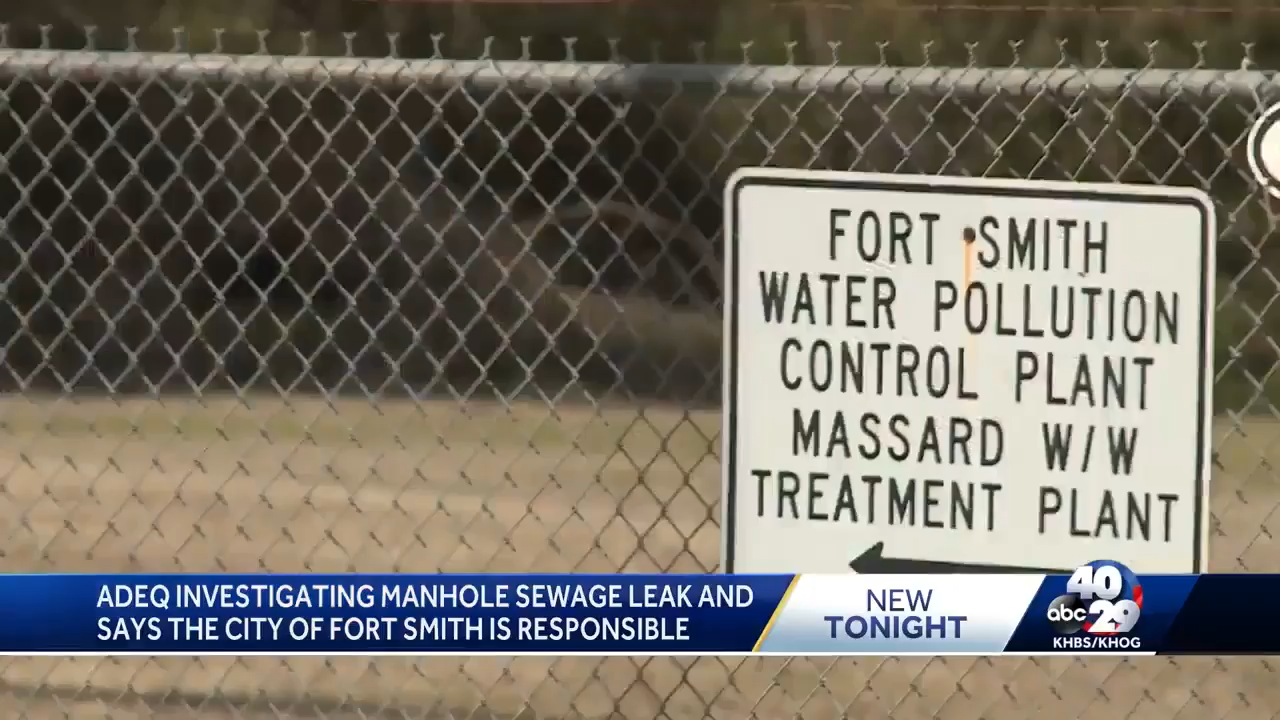 FORT SMITH
WATER POLLUTION
CONTROL PLANT
MASSARD W/W
TREATMENT PLANT
ADEQ INVESTIGATING MANHOLE SEWAGE LEAK AND
SAYS THE CITY OF FORT SMITH IS RESPONSIBLE
NEW
TONIGHT
40
abc 29
KHBS/KHOG